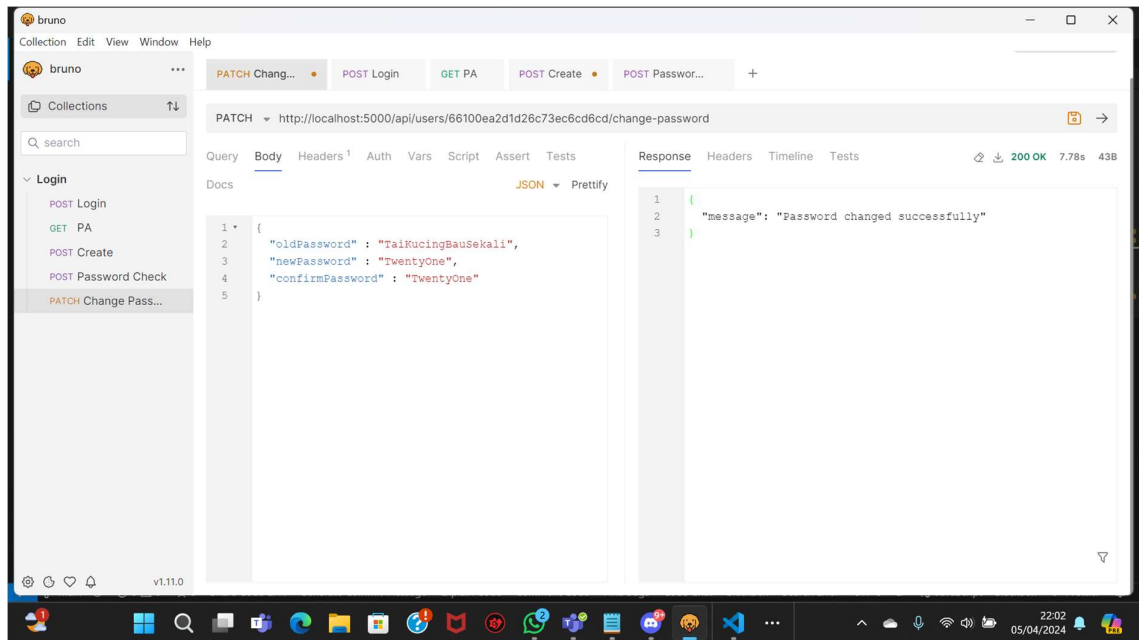 bruno
Collection Edit View Window Help
bruno
PATCH Chang...
POST Login
GET PA
POST Create
POST Passwor...
Collections
PATCH http://localhost:5000/api/users/66100ea2d1d26c73ec6cd6cd/change-password
search
Query Body Headers 1 Auth Vars Script Assert Tests
Docs
JSON Prettify
Response Headers Timeline Tests
200 OK 7.78s 43B
Login
POST Login
GET PA
POST Create
POST Password Check
PATCH Change Pass...
1 {
2 "oldPassword" : "TaiKucingBauSekali",
3 "newPassword" : "TwentyOne",
4 "confirmPassword" : "TwentyOne"
5 }
1 {
2 "message": "Password changed successfully"
3 }
v1.11.0
1
2
9+
22:02
05/04/2024
PRE